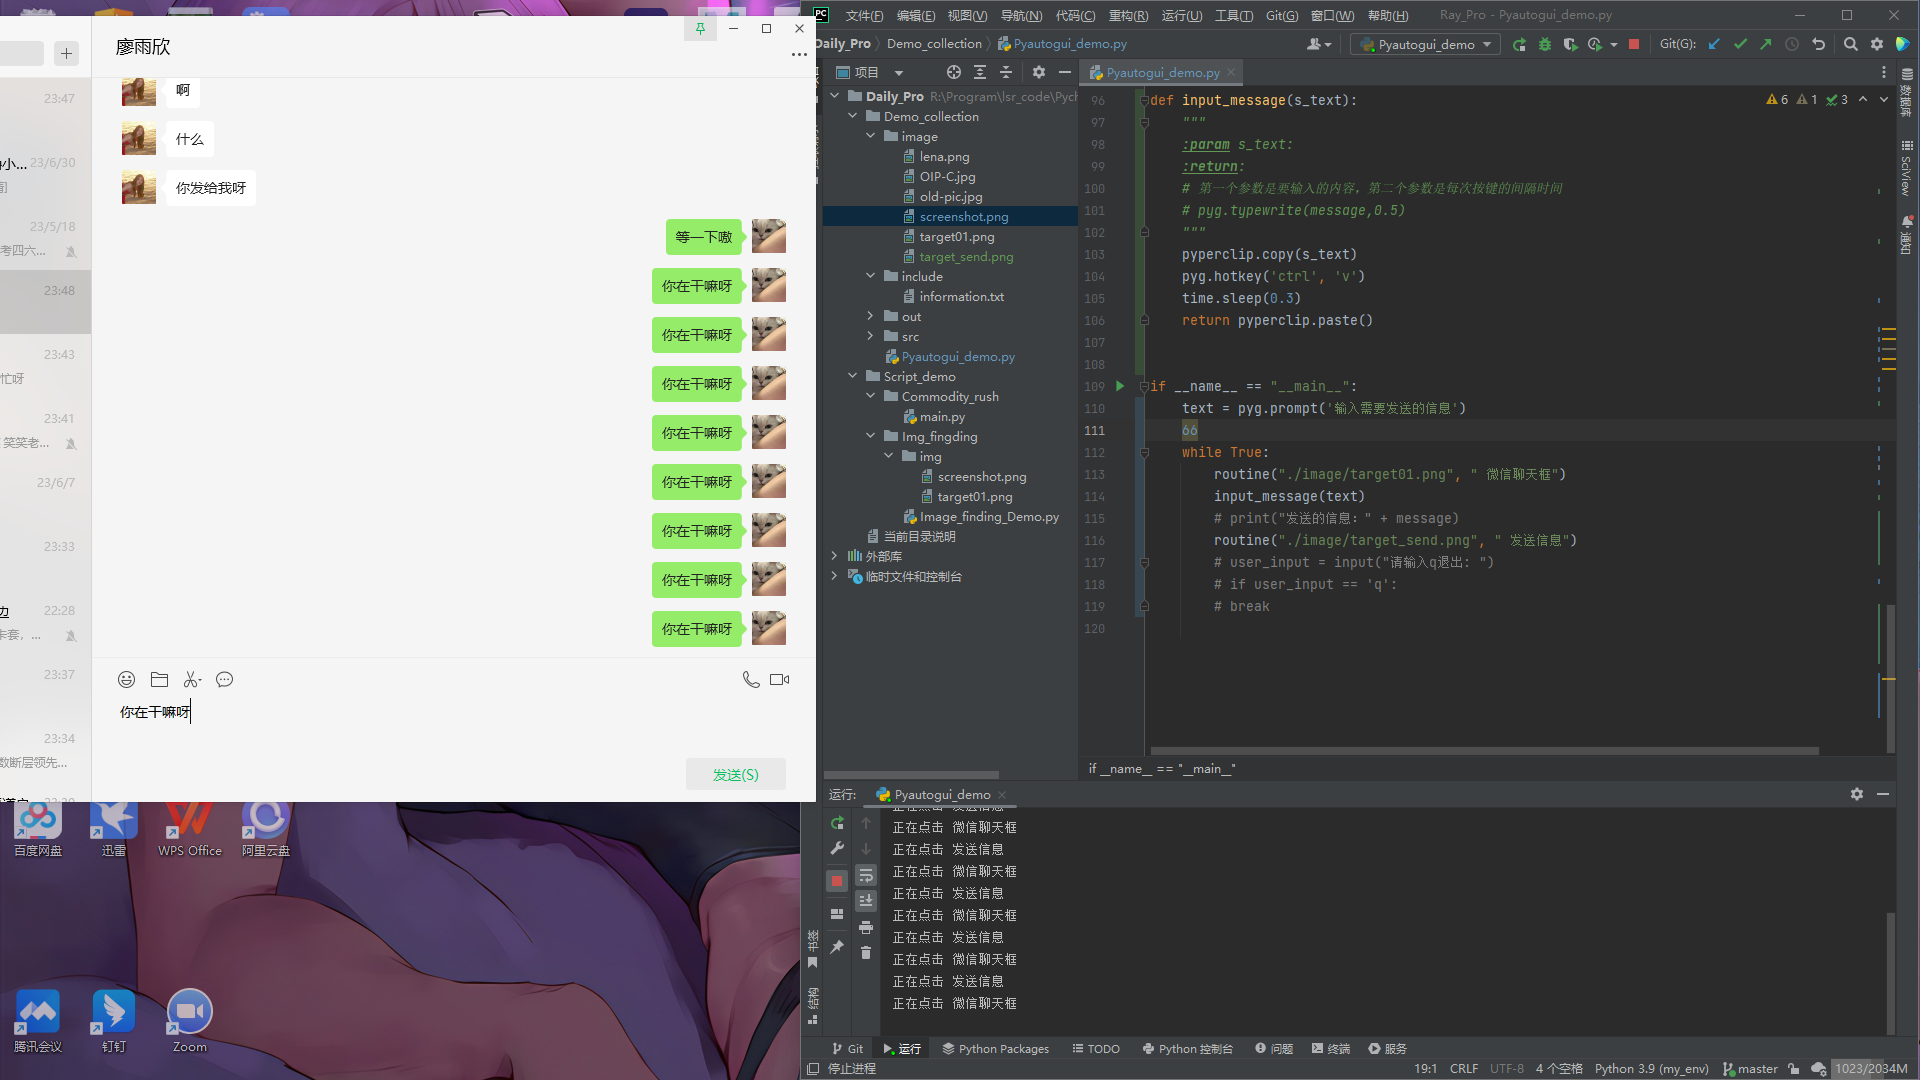 廖雨欣
啊
什么
你发给我呀
等一下嗷
你在干嘛呀
你在干嘛呀
你在干嘛呀
你在干嘛呀
你在干嘛呀
你在干嘛呀
你在干嘛呀
你在干嘛呀
你在干嘛呀
发送(S)
23:47
23/6/30
23/5/18
考四六...
23:48
23:43
忙呀
23:41
笑笑老...
23/6/7
23:33
边
22:28
卡套，...
23:37
23:34
数断层领先...
百度网盘
迅雷
WPS Office
阿里云盘
腾讯会议
钉钉
Zoom
文件(F) 编辑(E) 视图(V) 导航(N) 代码(C) 重构(R) 运行(U) 工具(T) Git(G) 窗口(W) 帮助(H) Ray_Pro - Pyautogui_demo.py
Daily_Pro Demo_collection Pyautogui_demo.py
Pyautogui_demo
Git(G):
项目
Pyautogui_demo.py
Daily_Pro R:\Program\lsr_code\Pych
Demo_collection
image
lena.png
OIP-C.jpg
old-pic.jpg
screenshot.png
target01.png
target_send.png
include
information.txt
out
src
Pyautogui_demo.py
Script_demo
Commodity_rush
main.py
Img_fingding
img
screenshot.png
target01.png
Image_finding_Demo.py
当前目录说明
外部库
临时文件和控制台
6 1 3
96 def input_message(s_text):
97 """
98 :param s_text:
99 :return:
100 # 第一个参数是要输入的内容，第二个参数是每次按键的间隔时间
101 # pyg.typewrite(message,0.5)
102 """
103 pyperclip.copy(s_text)
104 pyg.hotkey('ctrl', 'v')
105 time.sleep(0.3)
106 return pyperclip.paste()
107
108
109 if __name__ == "__main__":
110 text = pyg.prompt('输入需要发送的信息')
111 66
112 while True:
113 routine("./image/target01.png", " 微信聊天框")
114 input_message(text)
115 # print("发送的信息：" + message)
116 routine("./image/target_send.png", " 发送信息")
117 # user_input = input("请输入q退出：")
118 # if user_input == 'q':
119 # break
120
if __name__ == "__main__"
数据库
SciView
通知
运行: Pyautogui_demo
正在点击 发送信息
正在点击 微信聊天框
正在点击 发送信息
正在点击 微信聊天框
正在点击 发送信息
正在点击 微信聊天框
正在点击 发送信息
正在点击 微信聊天框
正在点击 发送信息
正在点击 微信聊天框
书签
结构
Git 运行 Python Packages TODO Python 控制台 问题 终端 服务
停止进程
19:1 CRLF UTF-8 4 个空格 Python 3.9 (my_env) master 1023/2034M